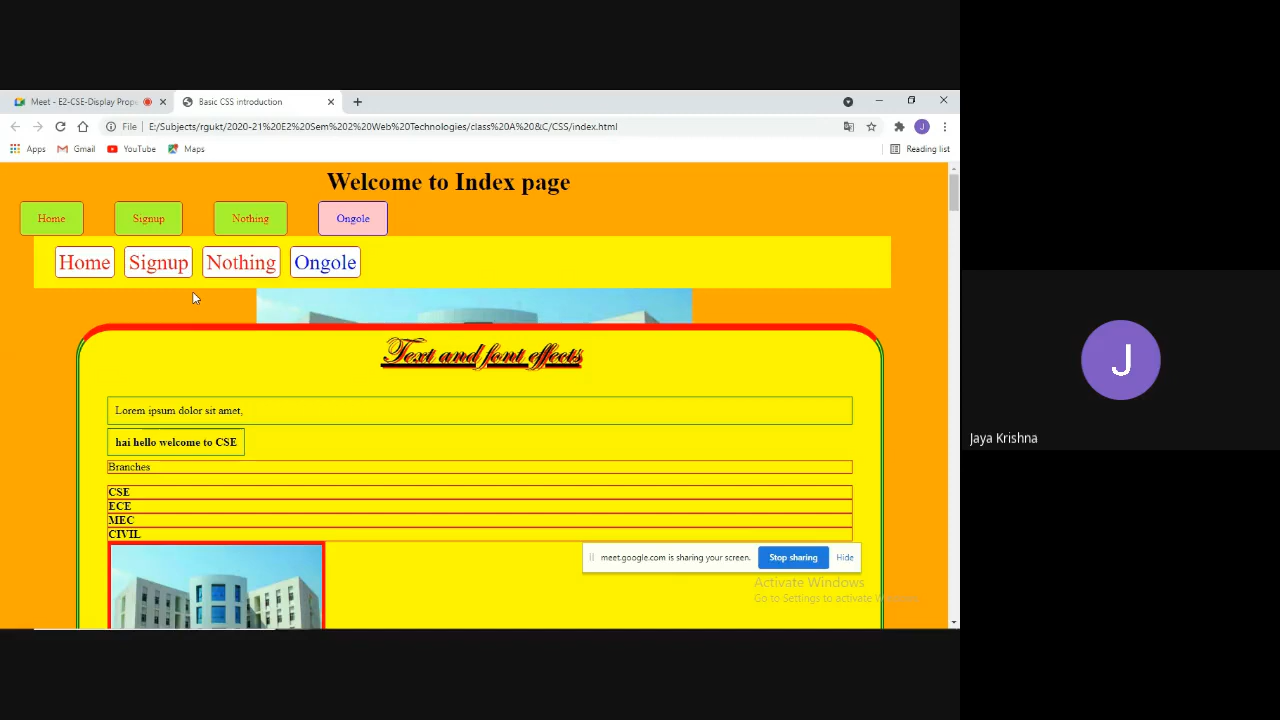 Meet - E2-CSE-Display Prope
Basic CSS introduction
File
E:/Subjects/rgukt/2020-21%20E2%20Sem%202%20Web%20Technologies/class%20A%20&C/CSS/index.html
Apps
Gmail
YouTube
Maps
Reading list
Welcome to Index page
Home
Signup
Nothing
Ongole
Home
Signup
Nothing
Ongole
Text and font effects
Lorem ipsum dolor sit amet,
hai hello welcome to CSE
Branches
CSE
ECE
MEC
CIVIL
meet.google.com is sharing your screen.
Stop sharing
Hide
Activate Windows
Go to Settings to activate
J
J
Jaya Krishna